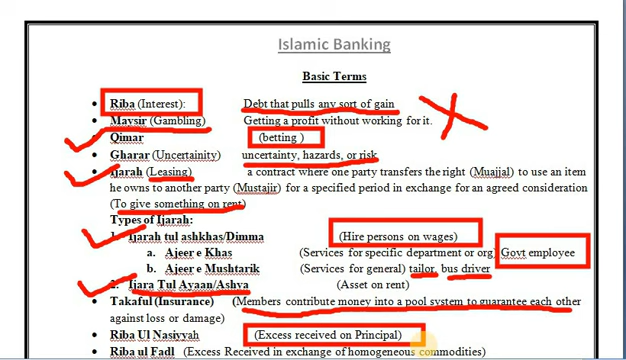 Islamic Banking
Basic Terms
• Riba (Interest): Debt that pulls any sort of gain
• Maysir (Gambling) Getting a profit without working for it.
• Qimar (betting )
• Gharar (Uncertainity) uncertainty, hazards, or risk
• Ijarah (Leasing) a contract where one party transfers the right (Muajjal) to use an item
he owns to another party (Mustajir) for a specified period in exchange for an agreed consideration
(To give something on rent)
Types of Ijarah:
1. Ijarah tul ashkhas/Dimma (Hire persons on wages)
a. Ajeer e Khas (Services for specific department or org) Govt employee
b. Ajeer e Mushtarik (Services for general) tailor, bus driver
2. Ijara Tul Ayaan/Ashya (Asset on rent)
• Takaful (Insurance) (Members contribute money into a pool system to guarantee each other
against loss or damage)
• Riba Ul Nasiyyah (Excess received on Principal)
• Riba ul Fadl (Excess Received in exchange of homogeneous commodities)